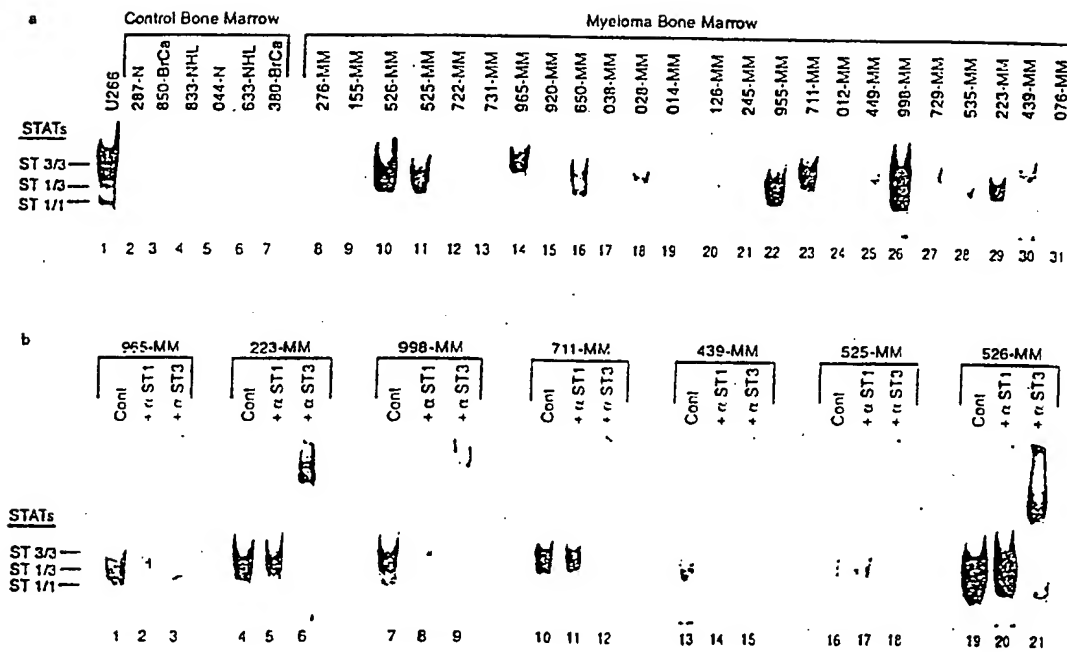 a
Control Bone Marrow
Myeloma Bone Marrow
U266
287-N
850-BrCa
833-NHL
044-N
633-NHL
380-BrCa
276-MM
155-MM
526-MM
525-MM
722-MM
731-MM
965-MM
920-MM
650-MM
038-MM
028-MM
014-MM
126-MM
245-MM
955-MM
711-MM
012-MM
449-MM
998-MM
729-MM
535-MM
223-MM
439-MM
076-MM
STATs
ST 3/3
ST 1/3
ST 1/1
1 2 3 4 5 6 7 8 9 10 11 12 13 14 15 16 17 18 19 20 21 22 23 24 25 26 27 28 29 30 31
b
965-MM 223-MM 998-MM 711-MM 439-MM 525-MM 526-MM
Cont + α ST1 + α ST3 Cont + α ST1 + α ST3 Cont + α ST1 + α ST3 Cont + α ST1 + α ST3 Cont + α ST1 + α ST3 Cont + α ST1 + α ST3 Cont + α ST1 + α ST3
STATs
ST 3/3
ST 1/3
ST 1/1
1 2 3 4 5 6 7 8 9 10 11 12 13 14 15 16 17 18 19 20 21